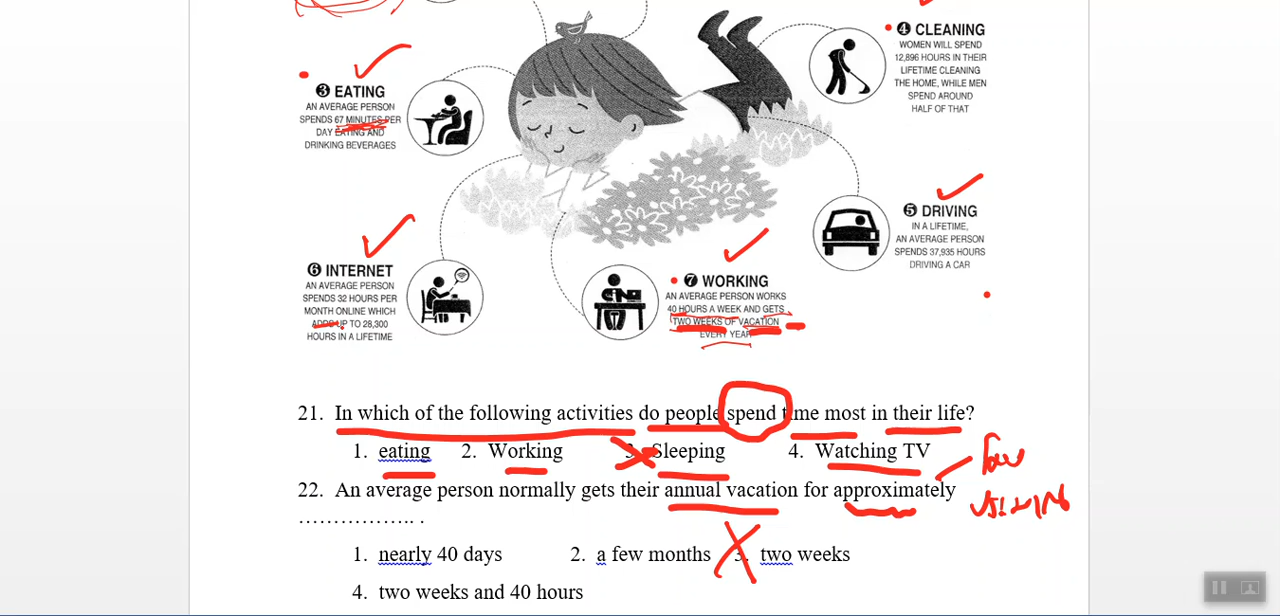 ❹ CLEANING
WOMEN WILL SPEND
12,896 HOURS IN THEIR
LIFETIME CLEANING
THE HOME, WHILE MEN
SPEND AROUND
HALF OF THAT
❸ EATING
AN AVERAGE PERSON
SPENDS 67 MINUTES PER
DAY EATING AND
DRINKING BEVERAGES
❺ DRIVING
IN A LIFETIME,
AN AVERAGE PERSON
SPENDS 37,935 HOURS
DRIVING A CAR
❻ INTERNET
AN AVERAGE PERSON
SPENDS 32 HOURS PER
MONTH ONLINE WHICH
ADDS UP TO 28,300
HOURS IN A LIFETIME
❼ WORKING
AN AVERAGE PERSON WORKS
40 HOURS A WEEK AND GETS
TWO WEEKS OF VACATION
EVERY YEAR
21. In which of the following activities do people spend time most in their life?
1. eating 2. Working 3. Sleeping 4. Watching TV
22. An average person normally gets their annual vacation for approximately
................. .
1. nearly 40 days 2. a few months 3. two weeks
4. two weeks and 40 hours